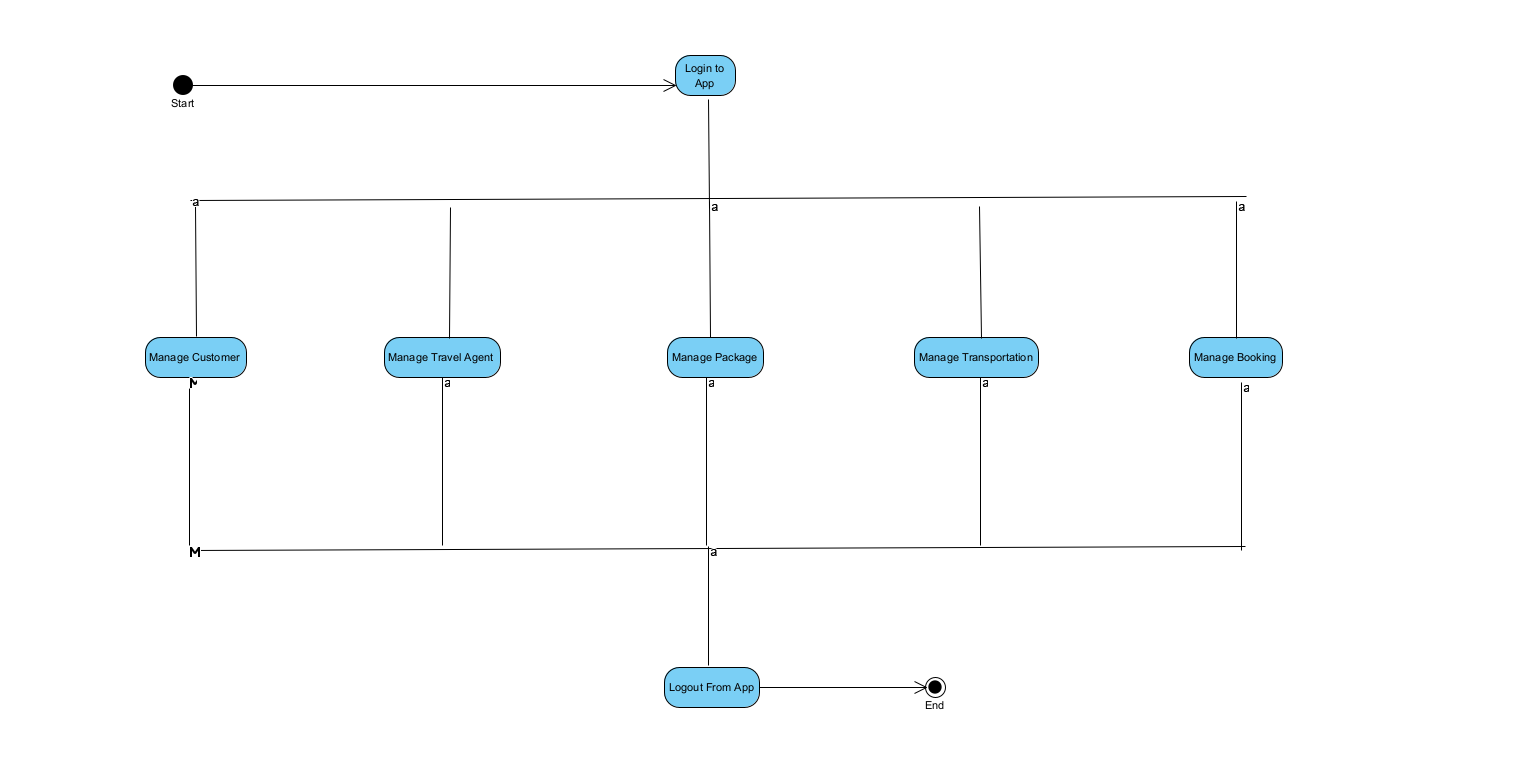 Login to
App
Start
a
a
a
Manage Customer
Manage Travel Agent
Manage Package
Manage Transportation
Manage Booking
M
a
a
a
a
M
a
Logout From App
End